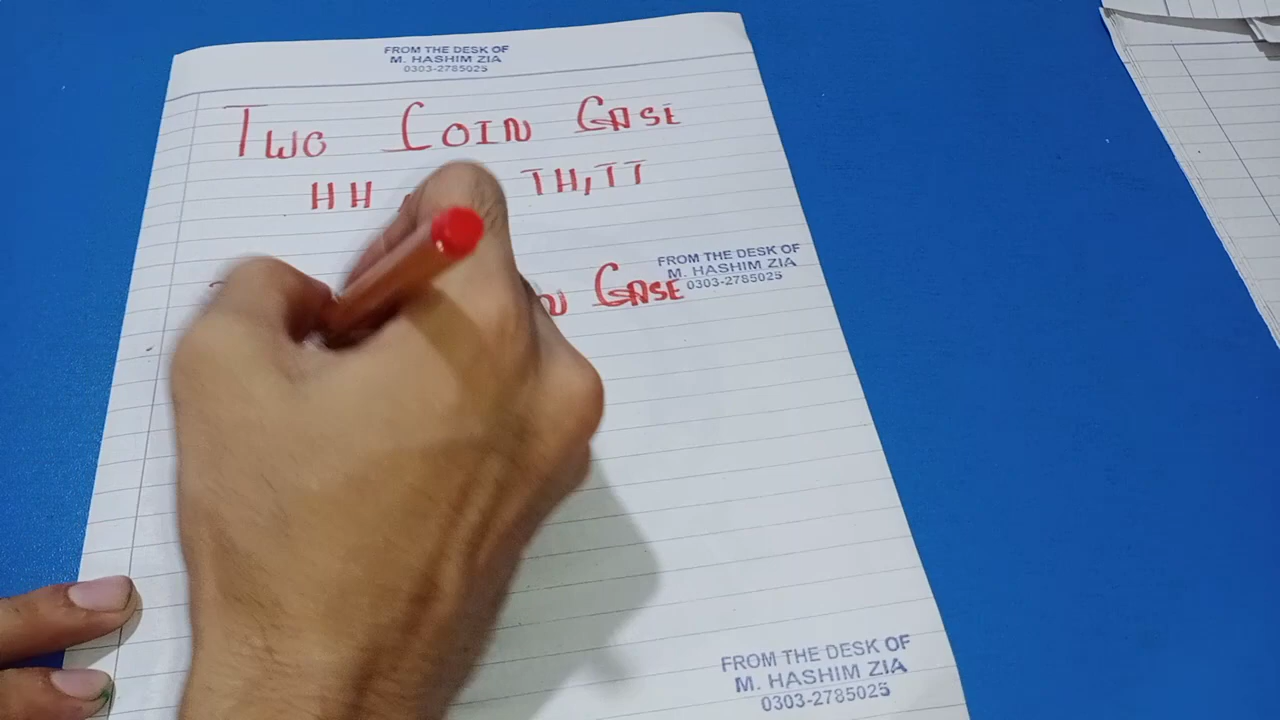 FROM THE DESK OF
M. HASHIM ZIA
0303-2785025
TWO COIN CASE
HH TH, TT
CASE
FROM THE DESK OF
M. HASHIM ZIA
0303-2785025
FROM THE DESK OF
M. HASHIM ZIA
0303-2785025